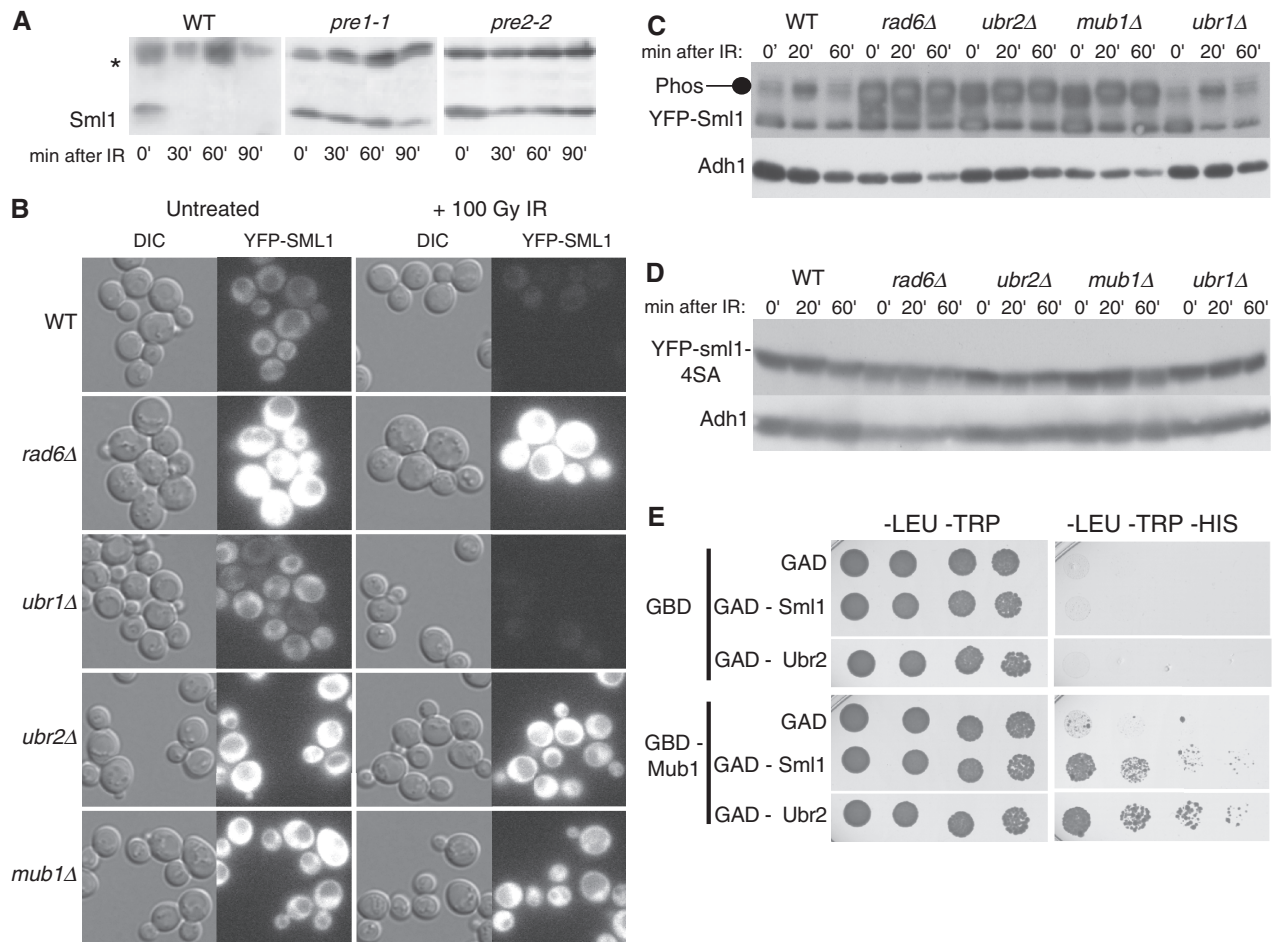 A
WT pre1-1 pre2-2
*
Sml1
min after IR 0' 30' 60' 90' 0' 30' 60' 90' 0' 30' 60' 90'
B
Untreated + 100 Gy IR
DIC YFP-SML1 DIC YFP-SML1
WT
rad6Δ
ubr1Δ
ubr2Δ
mub1Δ
C
WT rad6Δ ubr2Δ mub1Δ ubr1Δ
min after IR: 0' 20' 60' 0' 20' 60' 0' 20' 60' 0' 20' 60' 0' 20' 60'
Phos
YFP-Sml1
Adh1
D
WT rad6Δ ubr2Δ mub1Δ ubr1Δ
min after IR: 0' 20' 60' 0' 20' 60' 0' 20' 60' 0' 20' 60' 0' 20' 60'
YFP-sml1-
4SA
Adh1
E
-LEU -TRP -LEU -TRP -HIS
GBD
GAD
GAD - Sml1
GAD - Ubr2
GBD -
Mub1
GAD
GAD - Sml1
GAD - Ubr2